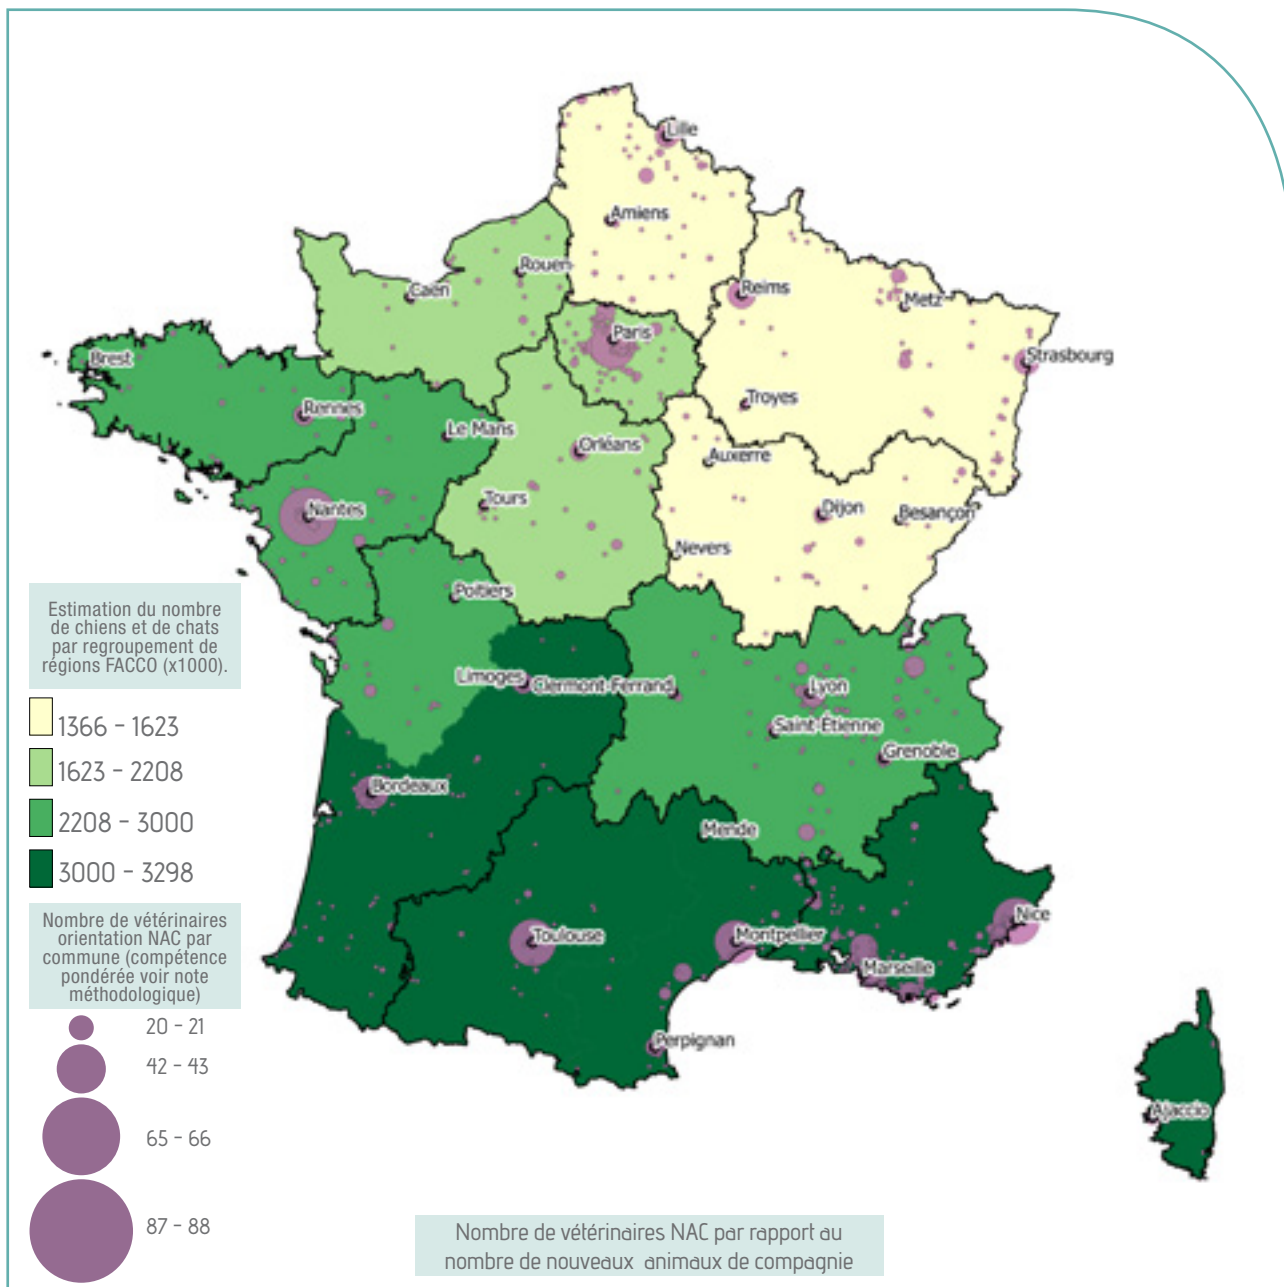 Lille
Amiens
Rouen
Caen
Reims
Metz
Paris
Strasbourg
Brest
Troyes
Rennes
Le Mans
Orléans
Auxerre
Tours
Nantes
Dijon
Besançon
Nevers
Poitiers
Limoges
Clermont-Ferrand
Lyon
Saint-Étienne
Grenoble
Bordeaux
Mende
Nice
Toulouse
Montpellier
Marseille
Perpignan
Ajaccio
Estimation du nombre
de chiens et de chats
par regroupement de
régions FACCO (x1000).
1366 - 1623
1623 - 2208
2208 - 3000
3000 - 3298
Nombre de vétérinaires
orientation NAC par
commune (compétence
pondérée voir note
méthodologique)
20 - 21
42 - 43
65 - 66
87 - 88
Nombre de vétérinaires NAC par rapport au
nombre de nouveaux animaux de compagnie